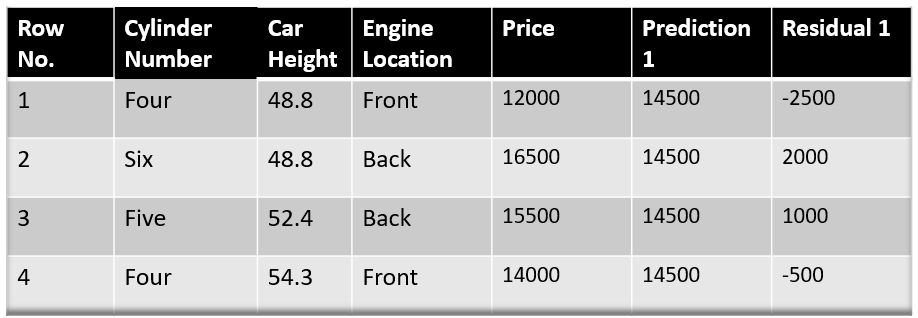 Row No. Cylinder Number Car Height Engine Location Price Prediction 1 Residual 1
1 Four 48.8 Front 12000 14500 -2500
2 Six 48.8 Back 16500 14500 2000
3 Five 52.4 Back 15500 14500 1000
4 Four 54.3 Front 14000 14500 -500